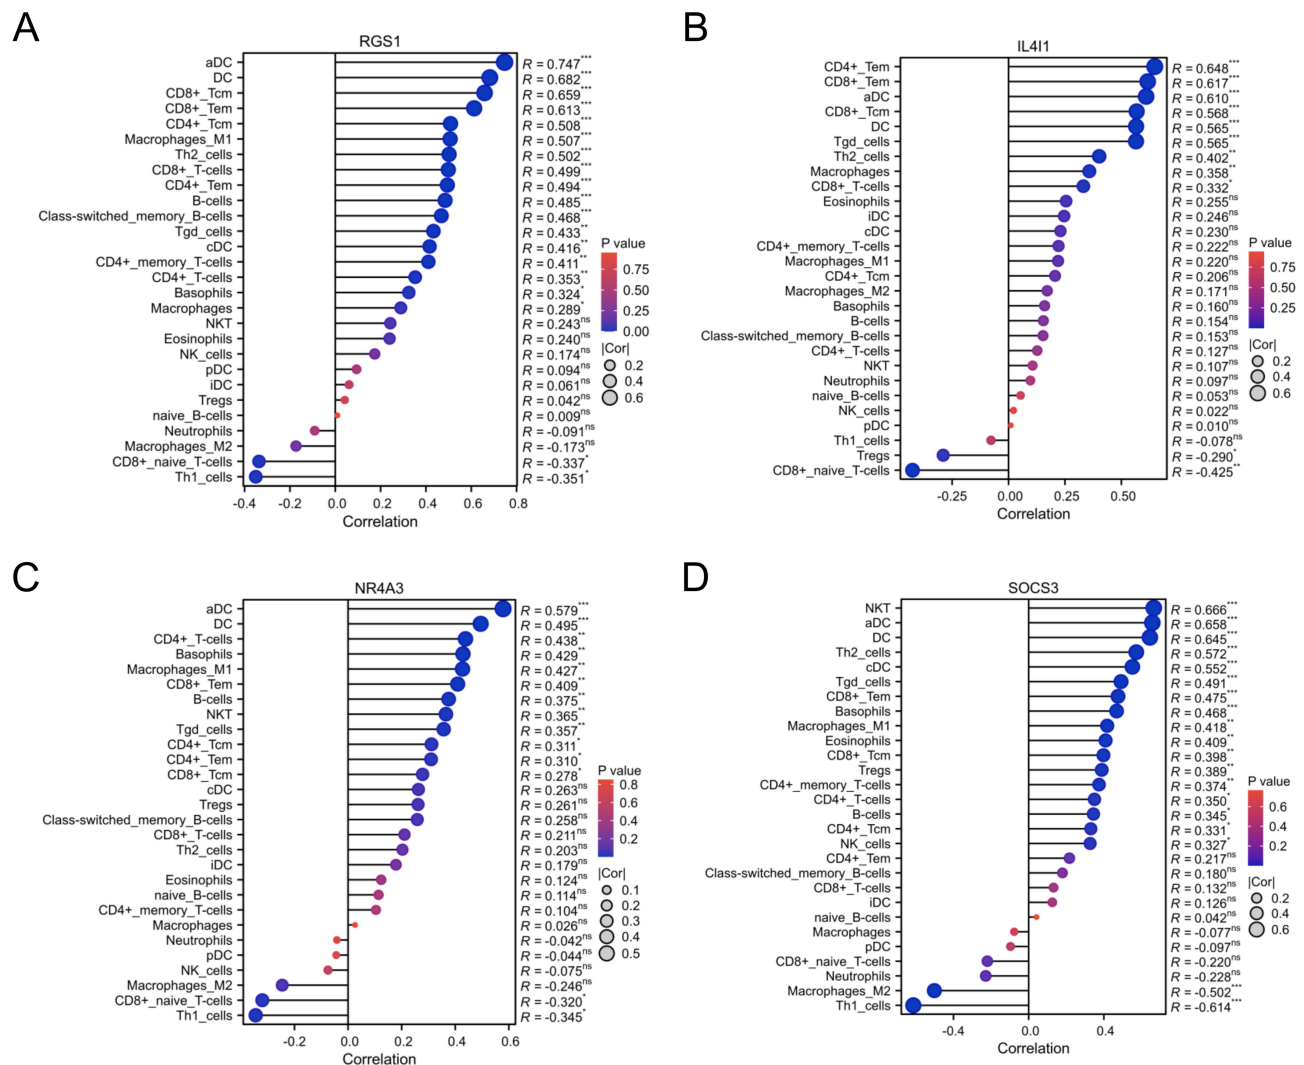 A
RGS1
aDC R = 0.747***
DC R = 0.682***
CD8+_Tcm R = 0.659***
CD8+_Tem R = 0.613***
CD4+_Tcm R = 0.508***
Macrophages_M1 R = 0.507***
Th2_cells R = 0.502***
CD8+_T-cells R = 0.499***
CD4+_Tem R = 0.494***
B-cells R = 0.485***
Class-switched_memory_B-cells R = 0.468***
Tgd_cells R = 0.433**
cDC R = 0.416**
CD4+_memory_T-cells R = 0.411**
CD4+_T-cells R = 0.353**
Basophils R = 0.324*
Macrophages R = 0.289*
NKT R = 0.243ns
Eosinophils R = 0.240ns
NK_cells R = 0.174ns
pDC R = 0.094ns
iDC R = 0.061ns
Tregs R = 0.042ns
naive_B-cells R = 0.009ns
Neutrophils R = -0.091ns
Macrophages_M2 R = -0.173ns
CD8+_naive_T-cells R = -0.337*
Th1_cells R = -0.351*
-0.4 -0.2 0.0 0.2 0.4 0.6 0.8
Correlation
P value
0.75
0.50
0.25
0.00
|Cor|
0.2
0.4
0.6
B
IL4I1
CD4+_Tem R = 0.648***
CD8+_Tem R = 0.617***
aDC R = 0.610***
CD8+_Tcm R = 0.568***
DC R = 0.565***
Tgd_cells R = 0.565***
Th2_cells R = 0.402**
Macrophages R = 0.358**
CD8+_T-cells R = 0.332*
Eosinophils R = 0.255ns
iDC R = 0.246ns
cDC R = 0.230ns
CD4+_memory_T-cells R = 0.222ns
Macrophages_M1 R = 0.220ns
CD4+_Tcm R = 0.206ns
Macrophages_M2 R = 0.171ns
Basophils R = 0.160ns
B-cells R = 0.154ns
Class-switched_memory_B-cells R = 0.153ns
CD4+_T-cells R = 0.127ns
NKT R = 0.107ns
Neutrophils R = 0.097ns
naive_B-cells R = 0.053ns
NK_cells R = 0.022ns
pDC R = 0.010ns
Th1_cells R = -0.078ns
Tregs R = -0.290*
CD8+_naive_T-cells R = -0.425**
-0.25 0.00 0.25 0.50
Correlation
P value
0.75
0.50
0.25
|Cor|
0.2
0.4
0.6
C
NR4A3
aDC R = 0.579***
DC R = 0.495***
CD4+_T-cells R = 0.438**
Basophils R = 0.429**
Macrophages_M1 R = 0.427**
CD8+_Tem R = 0.409**
B-cells R = 0.375**
NKT R = 0.365**
Tgd_cells R = 0.357**
CD4+_Tcm R = 0.311*
CD4+_Tem R = 0.310*
CD8+_Tcm R = 0.278*
cDC R = 0.263ns
Tregs R = 0.261ns
Class-switched_memory_B-cells R = 0.258ns
CD8+_T-cells R = 0.211ns
Th2_cells R = 0.203ns
iDC R = 0.179ns
Eosinophils R = 0.124ns
naive_B-cells R = 0.114ns
CD4+_memory_T-cells R = 0.104ns
Macrophages R = 0.026ns
Neutrophils R = -0.042ns
pDC R = -0.044ns
NK_cells R = -0.075ns
Macrophages_M2 R = -0.246ns
CD8+_naive_T-cells R = -0.320*
Th1_cells R = -0.345*
-0.2 0.0 0.2 0.4 0.6
Correlation
P value
0.8
0.6
0.4
0.2
|Cor|
0.1
0.2
0.3
0.4
0.5
D
SOCS3
NKT R = 0.666***
aDC R = 0.658***
DC R = 0.645***
Th2_cells R = 0.572***
cDC R = 0.552***
Tgd_cells R = 0.491***
CD8+_Tem R = 0.475***
Basophils R = 0.468***
Macrophages_M1 R = 0.418**
Eosinophils R = 0.409**
CD8+_Tcm R = 0.398**
Tregs R = 0.389**
CD4+_memory_T-cells R = 0.374**
CD4+_T-cells R = 0.350*
B-cells R = 0.345*
CD4+_Tcm R = 0.331*
NK_cells R = 0.327*
CD4+_Tem R = 0.217ns
Class-switched_memory_B-cells R = 0.180ns
CD8+_T-cells R = 0.132ns
iDC R = 0.126ns
naive_B-cells R = 0.042ns
Macrophages R = -0.077ns
pDC R = -0.097ns
CD8+_naive_T-cells R = -0.220ns
Neutrophils R = -0.228ns
Macrophages_M2 R = -0.502***
Th1_cells R = -0.614***
-0.4 0.0 0.4
Correlation
P value
0.6
0.4
0.2
|Cor|
0.2
0.4
0.6